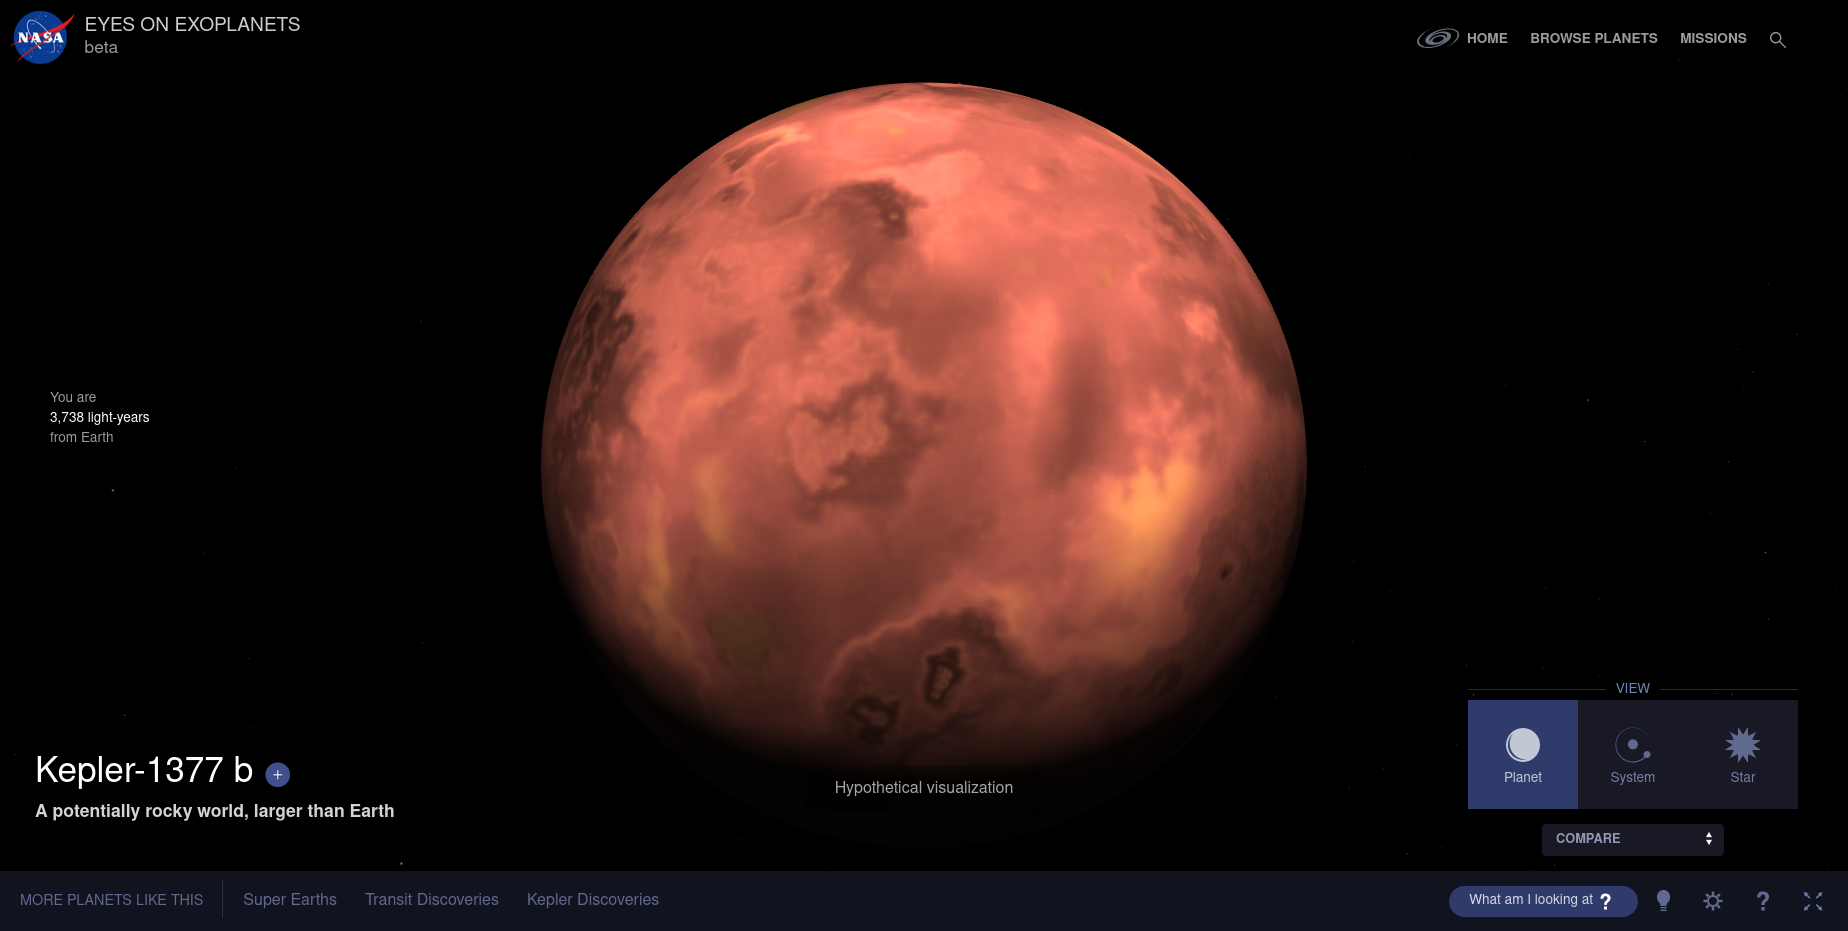 NASA
EYES ON EXOPLANETS
beta
HOME
BROWSE PLANETS
MISSIONS
You are
3,738 light-years
from Earth
VIEW
Planet
System
Star
Kepler-1377 b +
A potentially rocky world, larger than Earth
Hypothetical visualization
COMPARE
MORE PLANETS LIKE THIS
Super Earths
Transit Discoveries
Kepler Discoveries
What am I looking at ?
?